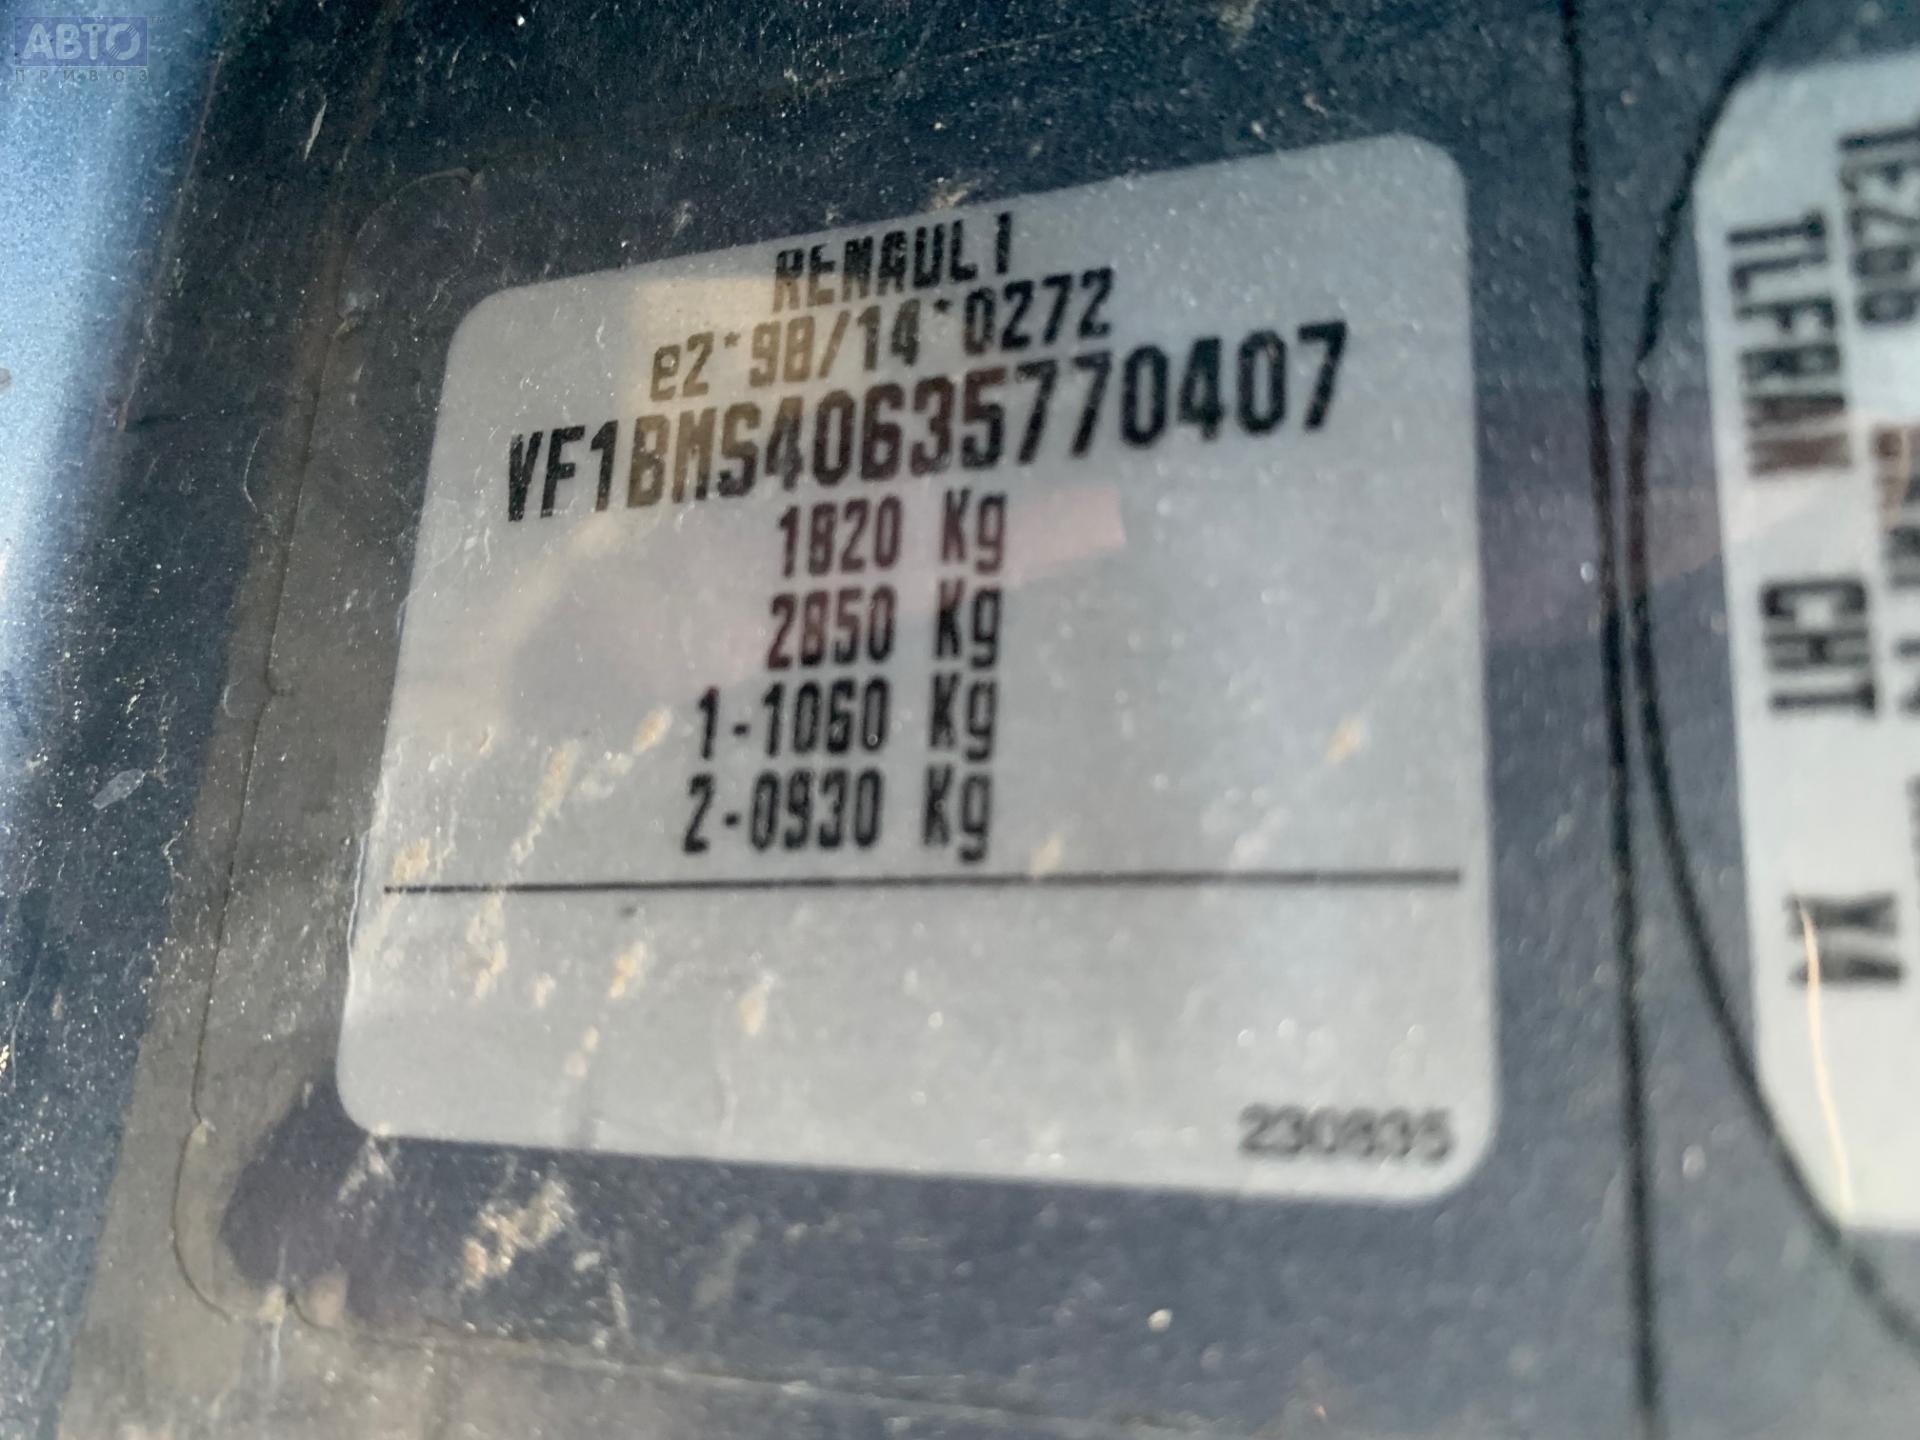 АВТО
ПРИВОЗ
RENAULT
e2*98/14*0272
VF1BMS40635770407
1820 Kg
2850 Kg
1-1060 Kg
2-0930 Kg
230835
TLFRAN CHT X4